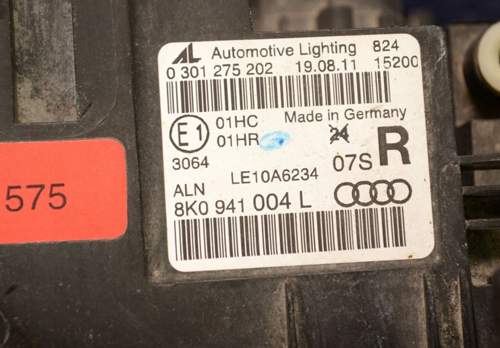 AL Automotive Lighting 824
0 301 275 202 19.08.11 15200
E1 01HC Made in Germany
01HR 24
3064 07S R
ALN LE10A6234
8K0 941 004 L
575